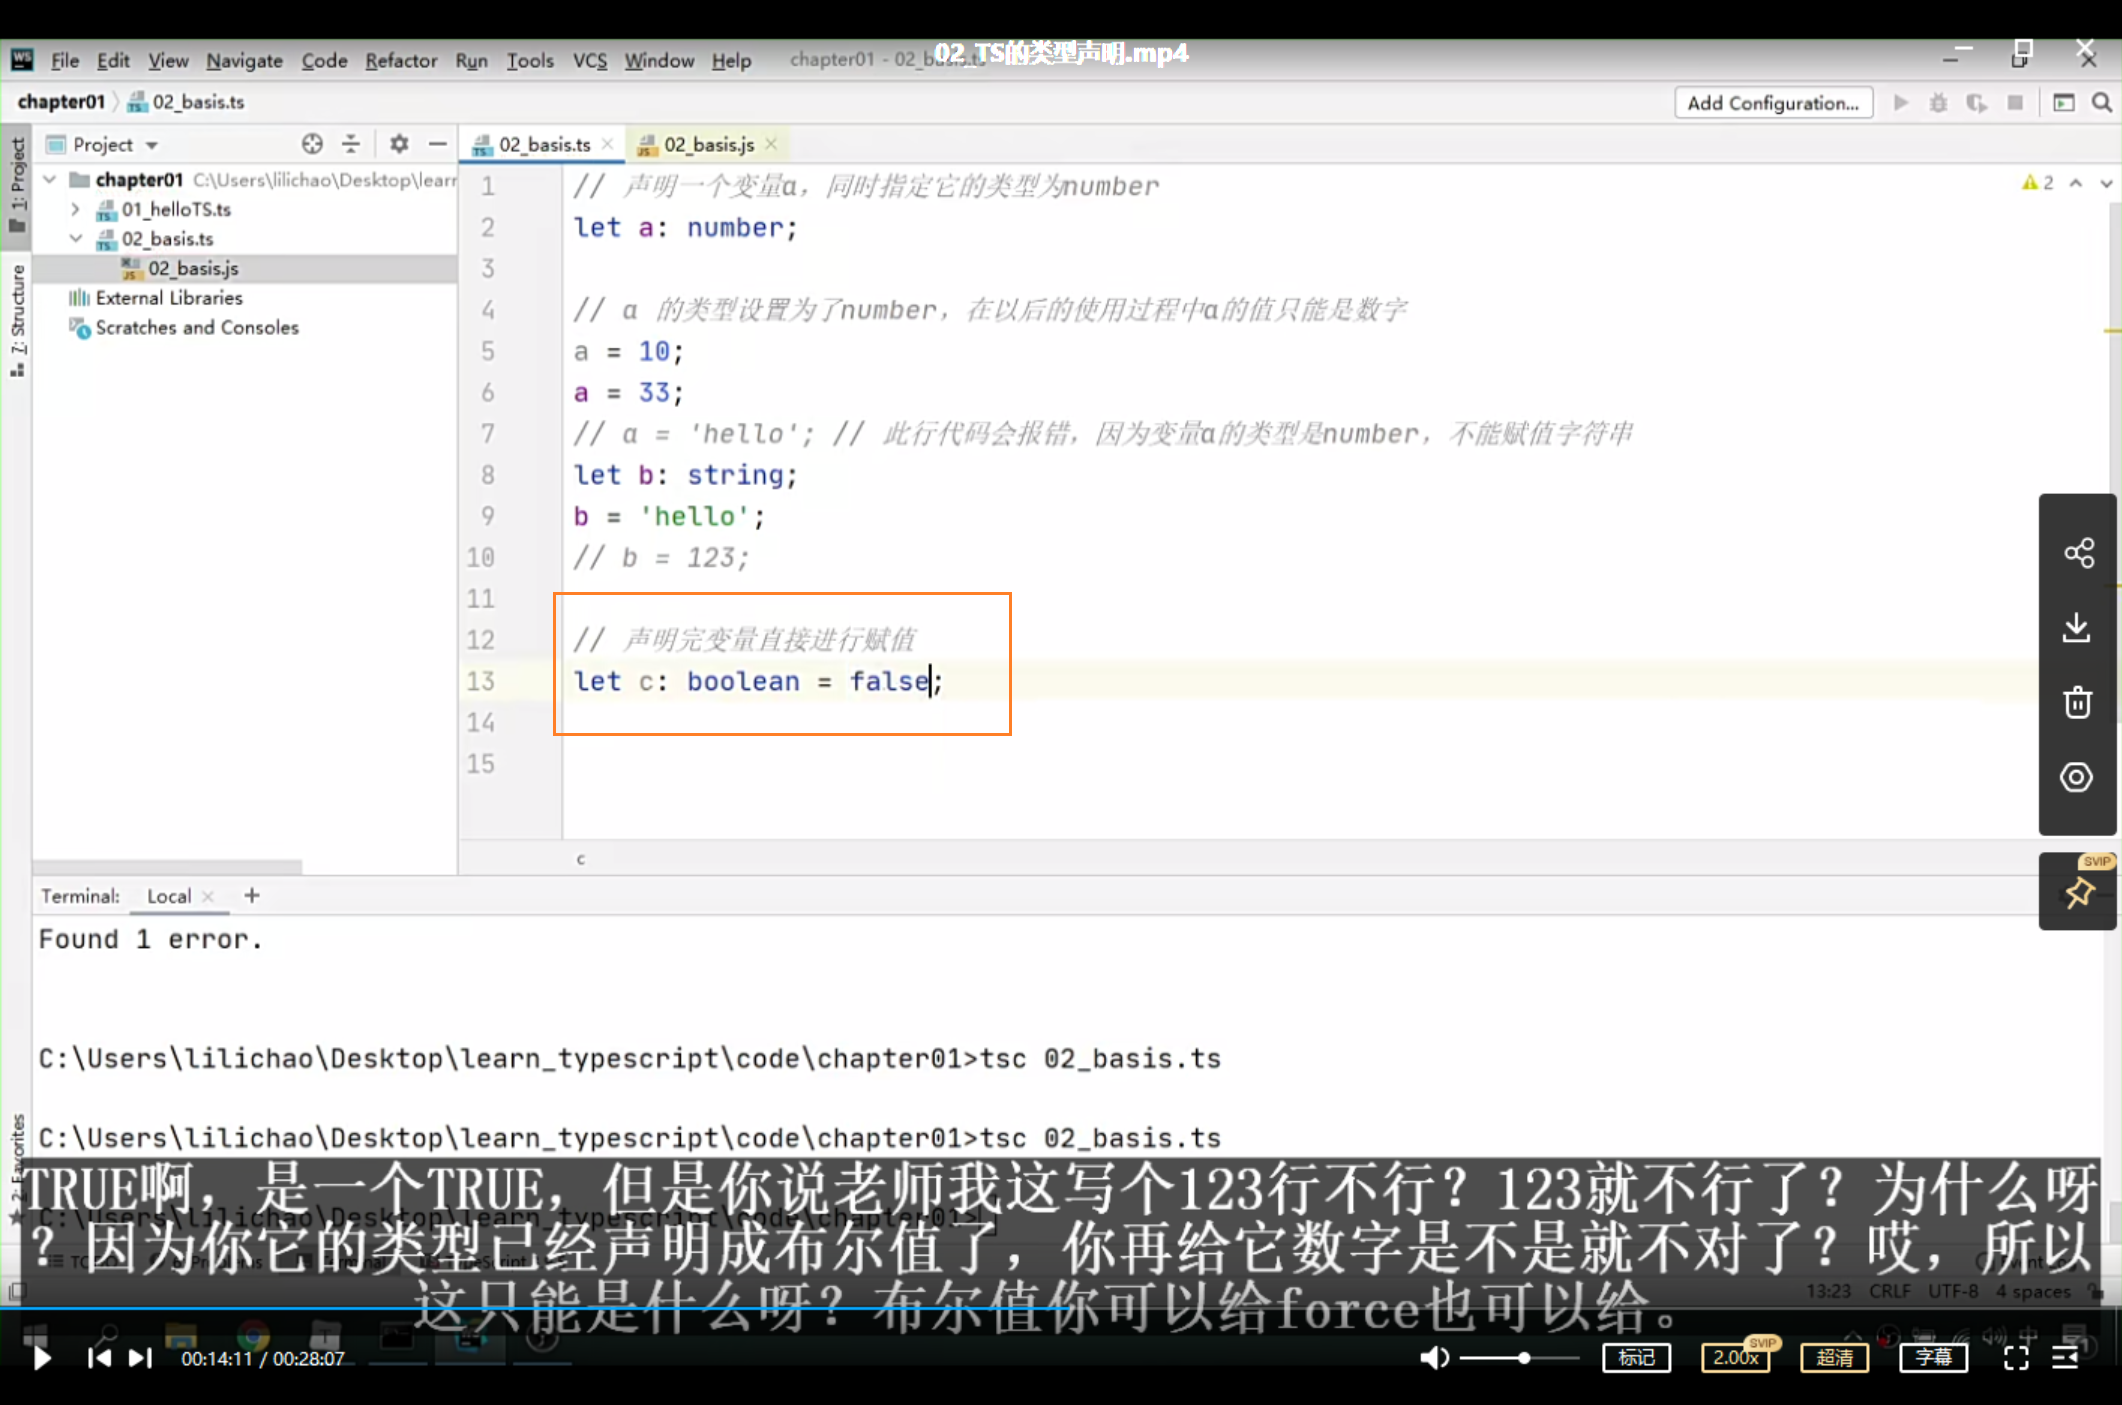 02_TS的类型声明.mp4
File Edit View Navigate Code Refactor Run Tools VCS Window Help chapter01 - 02_basis.ts
chapter01 02_basis.ts Add Configuration...
1: Project
7: Structure
2: Favorites
Project
02_basis.ts 02_basis.js
chapter01 C:\Users\lilichao\Desktop\learn
01_helloTS.ts
02_basis.ts
02_basis.js
External Libraries
Scratches and Consoles
2
1 // 声明一个变量a，同时指定它的类型为number
2 let a: number;
3
4 // a 的类型设置为了number，在以后的使用过程中a的值只能是数字
5 a = 10;
6 a = 33;
7 // a = 'hello'; // 此行代码会报错，因为变量a的类型是number，不能赋值字符串
8 let b: string;
9 b = 'hello';
10 // b = 123;
11
12 // 声明完变量直接进行赋值
13 let c: boolean = false;
14
15
c
SVIP
Terminal: Local +
Found 1 error.
C:\Users\lilichao\Desktop\learn_typescript\code\chapter01>tsc 02_basis.ts
C:\Users\lilichao\Desktop\learn_typescript\code\chapter01>tsc 02_basis.ts
C:\Users\lilichao\Desktop\learn_typescript\code\chapter01>
TRUE啊，是一个TRUE，但是你说老师我这写个123行不行？123就不行了？为什么呀
？因为你它的类型已经声明成布尔值了，你再给它数字是不是就不对了？哎，所以
这只能是什么呀？布尔值你可以给force也可以给。
13:23 CRLF UTF-8 4 spaces
00:14:11 / 00:28:07 标记 2.00x SVIP 超清 字幕